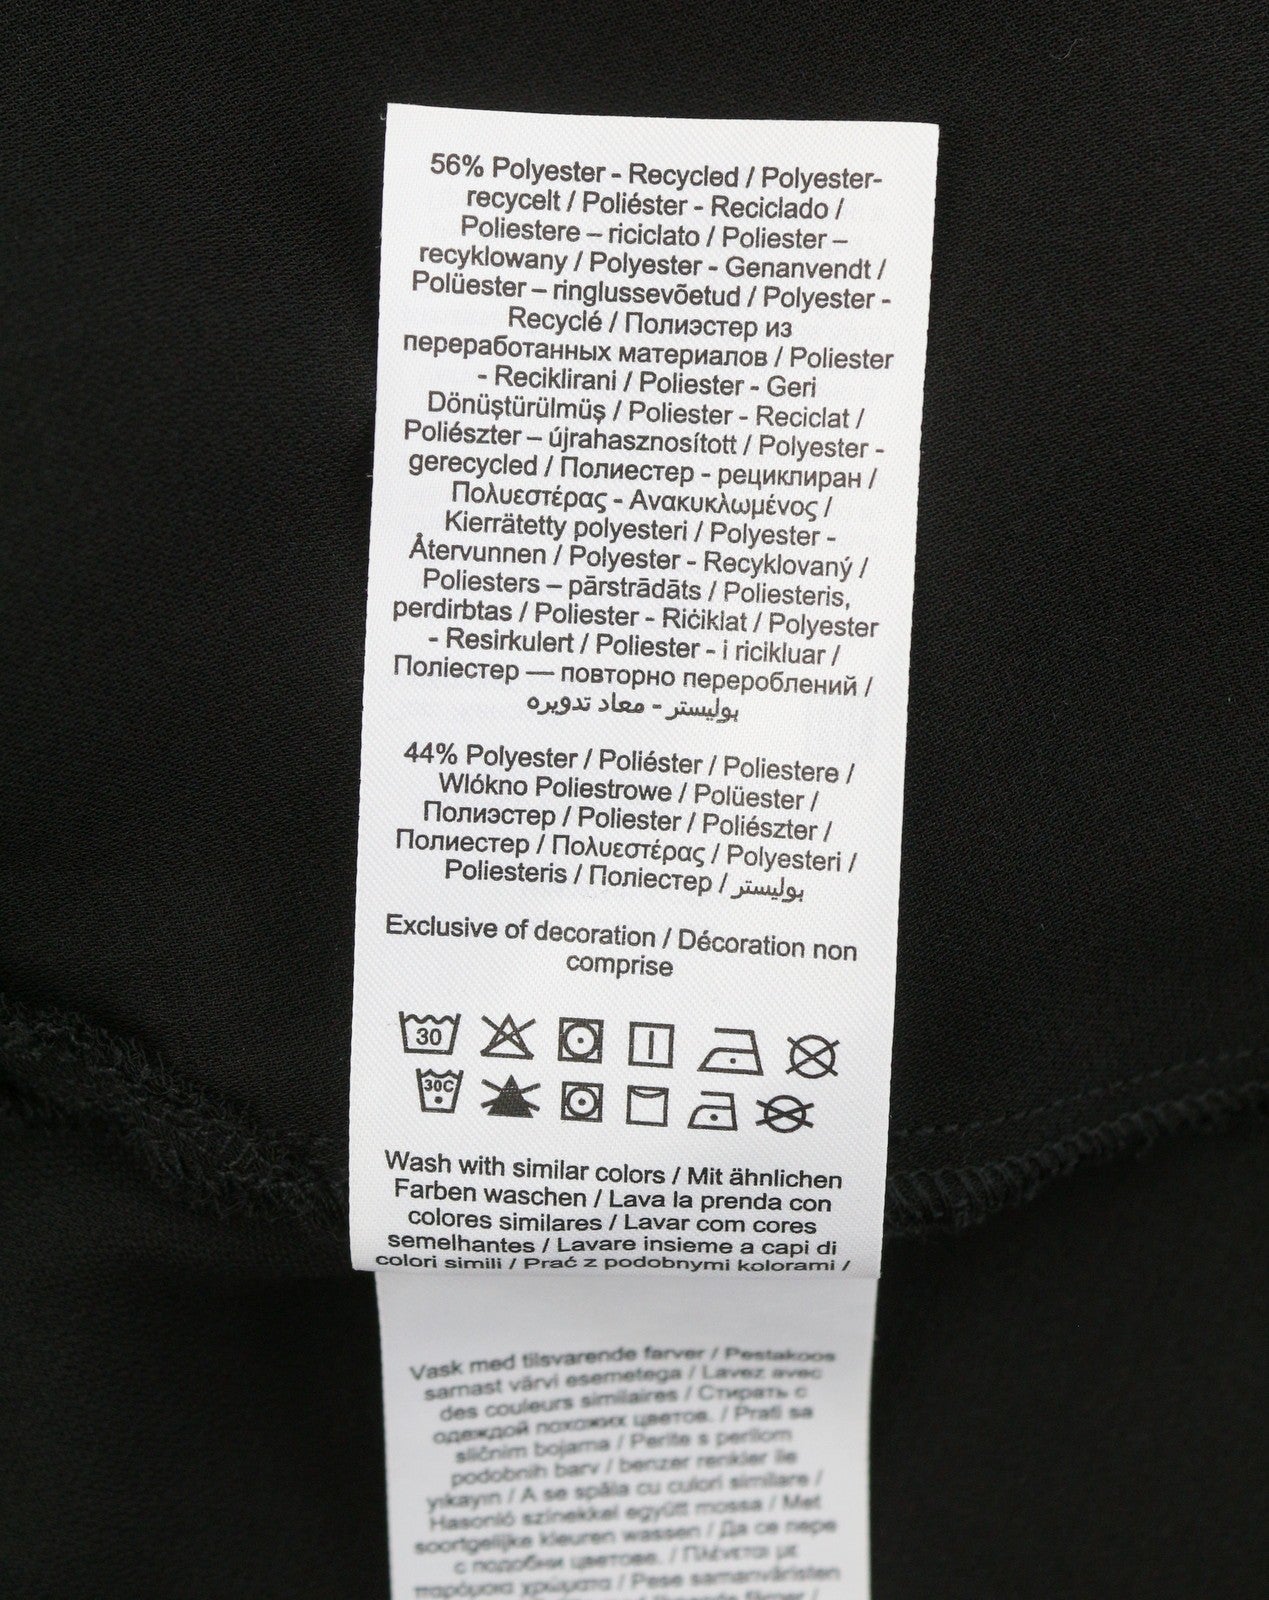 56% Polyester - Recycled / Polyester-
recycelt / Poliéster - Reciclado /
Poliestere – riciclato / Poliester –
recyklowany / Polyester - Genanvendt /
Polüester – ringlussevõetud / Polyester -
Recyclé / Полиэстер из
переработанных материалов / Poliester
- Reciklirani / Poliester - Geri
Dönüştürülmüş / Poliester - Reciclat /
Poliészter – újrahasznosított / Polyester -
gerecycled / Полиестер - рециклиран /
Πολυεστέρας - Ανακυκλωμένος /
Kierrätetty polyesteri / Polyester -
Återvunnen / Polyester - Recyklovaný /
Poliesters – pārstrādāts / Poliesteris,
perdirbtas / Poliester - Riċiklat / Polyester
- Resirkulert / Poliester - i ricikluar /
Поліестер — повторно перероблений /
بوليستر - معاد تدويره
44% Polyester / Poliéster / Poliestere /
Wlókno Poliestrowe / Polüester /
Полиэстер / Poliester / Poliészter /
Полиестер / Πολυεστέρας / Polyesteri /
Poliesteris / Поліестер / بوليستر
Exclusive of decoration / Décoration non
comprise
30
30C
Wash with similar colors / Mit ähnlichen
Farben waschen / Lava la prenda con
colores similares / Lavar com cores
semelhantes / Lavare insieme a capi di
colori simili / Prać z podobnymi kolorami /
Vask med tilsvarende farver / Pestakoos
samast värvi esemetega / Lavez avec
des couleurs similaires / Стирать с
одеждой похожих цветов. / Prati sa
sličnim bojama / Perite s perilom
podobnih barv / benzer renkler ile
yıkayın / A se spăla cu culori similare /
Hasonló színekkel együtt mossa / Met
soortgelijke kleuren wassen / Да се пере
с подобни цветове. / Πλένεται με
παρόμοια χρώματα / Pese samanväristen